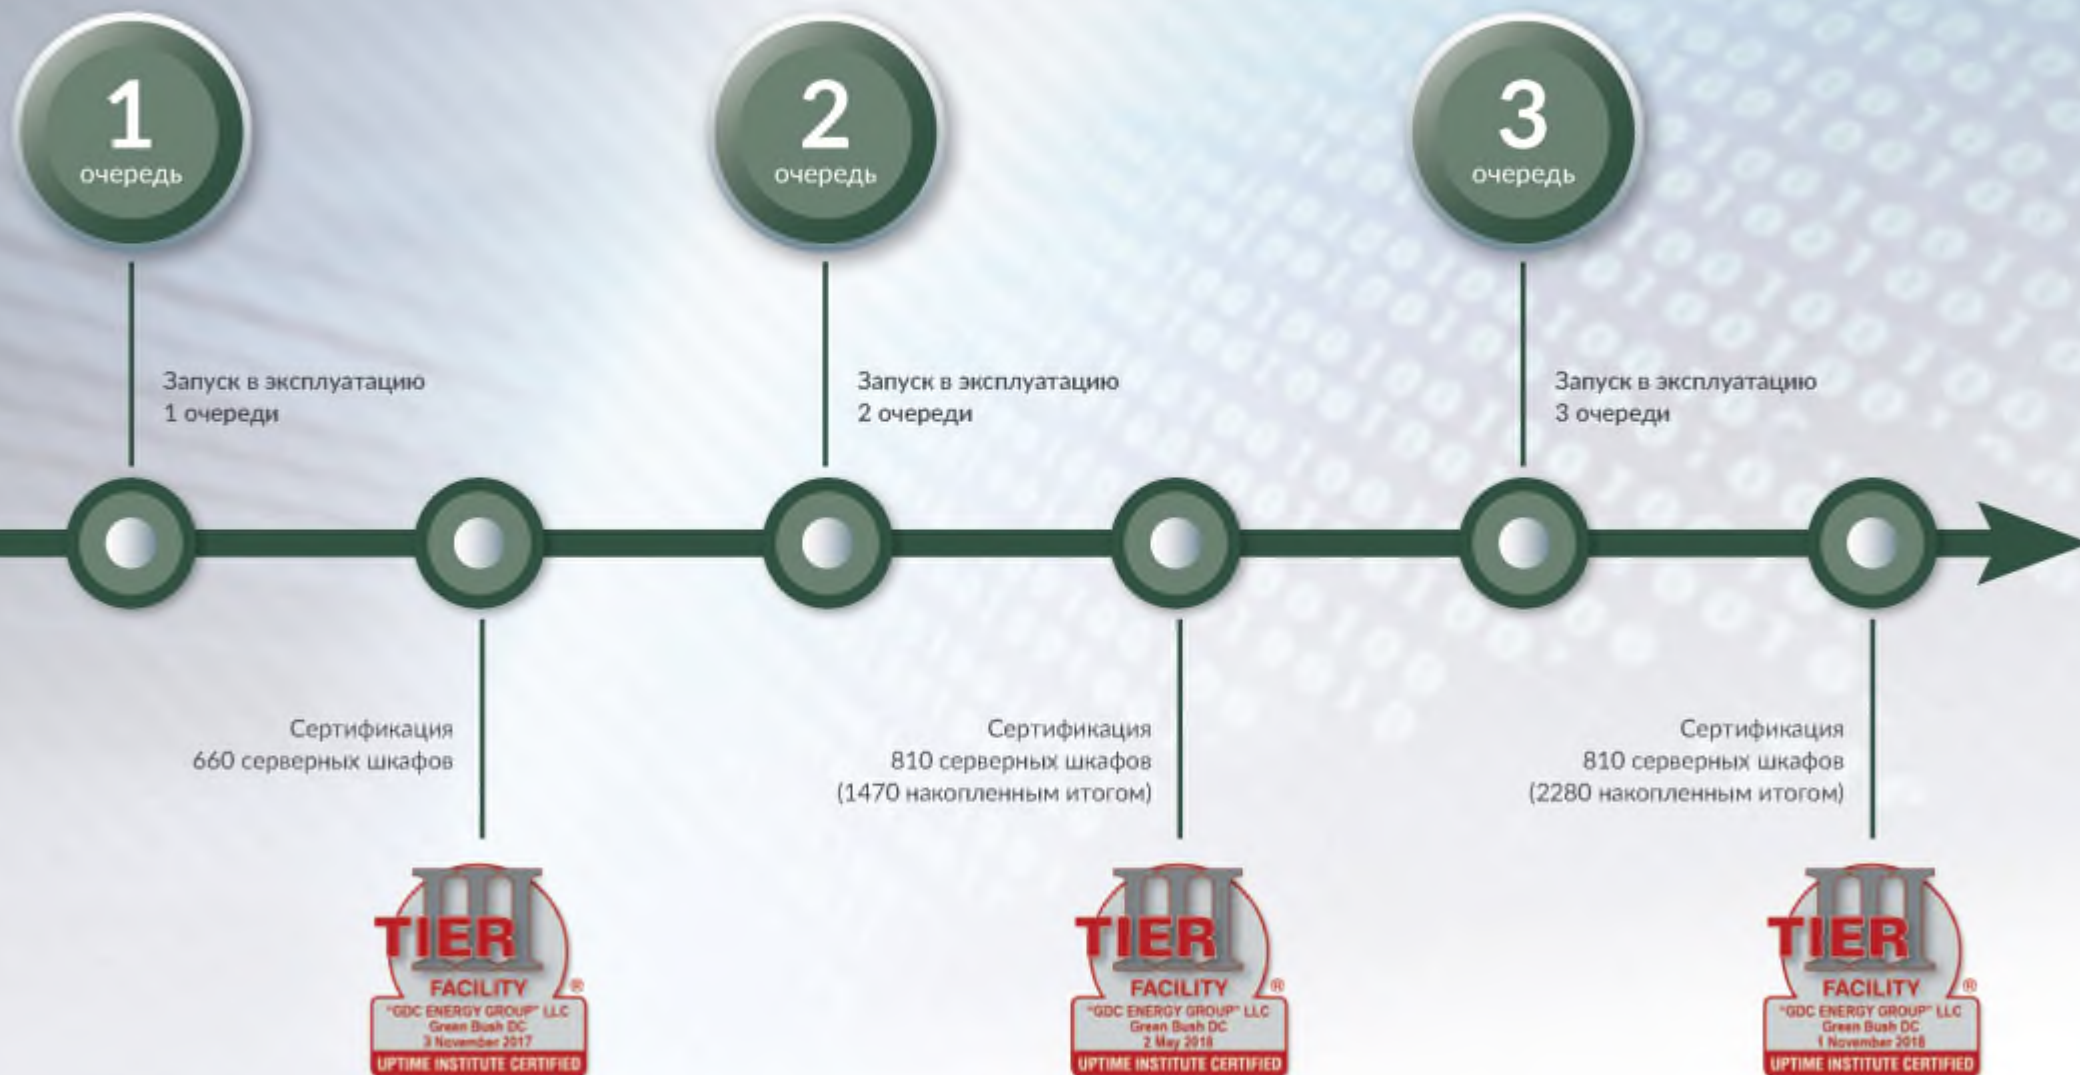 1
очередь
2
очередь
3
очередь
Запуск в эксплуатацию
1 очереди
Запуск в эксплуатацию
2 очереди
Запуск в эксплуатацию
3 очереди
Сертификация
660 серверных шкафов
Сертификация
810 серверных шкафов
(1470 накопленным итогом)
Сертификация
810 серверных шкафов
(2280 накопленным итогом)
III
TIER
FACILITY ®
"GDC ENERGY GROUP" LLC
Green Bush DC
3 November 2017
UPTIME INSTITUTE CERTIFIED
III
TIER
FACILITY ®
"GDC ENERGY GROUP" LLC
Green Bush DC
2 May 2018
UPTIME INSTITUTE CERTIFIED
III
TIER
FACILITY ®
"GDC ENERGY GROUP" LLC
Green Bush DC
1 November 2018
UPTIME INSTITUTE CERTIFIED